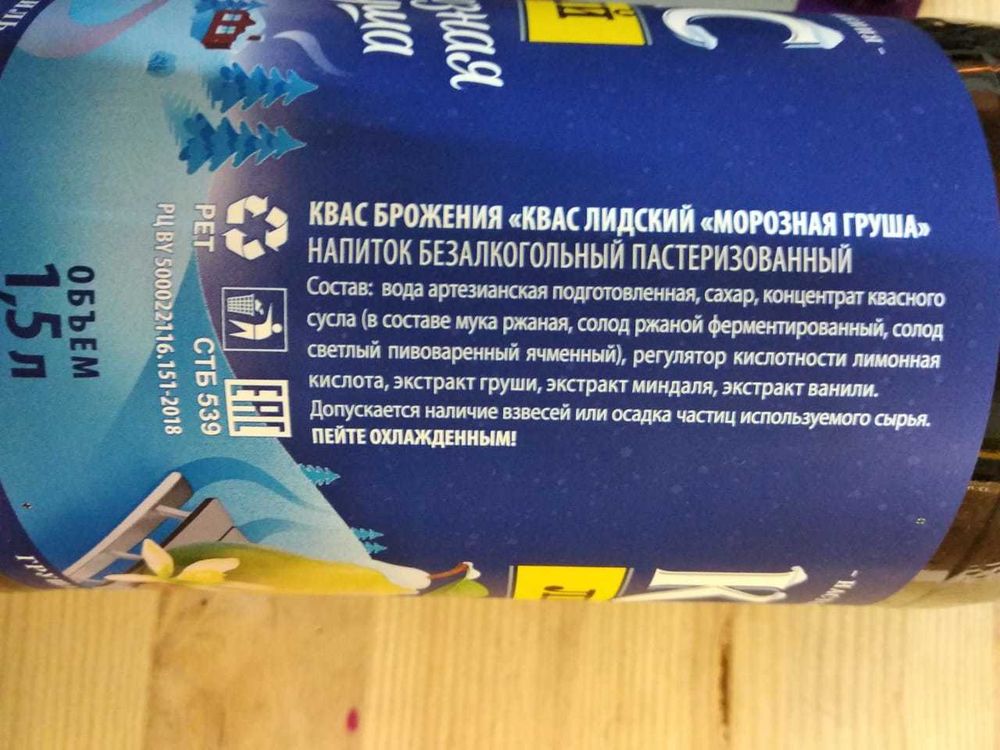 КВАС БРОЖЕНИЯ «КВАС ЛИДСКИЙ «МОРОЗНАЯ ГРУША»
НАПИТОК БЕЗАЛКОГОЛЬНЫЙ ПАСТЕРИЗОВАННЫЙ
Состав: вода артезианская подготовленная, сахар, концентрат квасного
сусла (в составе мука ржаная, солод ржаной ферментированный, солод
светлый пивоваренный ячменный), регулятор кислотности лимонная
кислота, экстракт груши, экстракт миндаля, экстракт ванили.
Допускается наличие взвесей или осадка частиц используемого сырья.
ПЕЙТЕ ОХЛАЖДЕННЫМ!
PET
СТБ 539
РЦ BY 500022116.151-2018
EAC
ОБЪЕМ
1,5 л